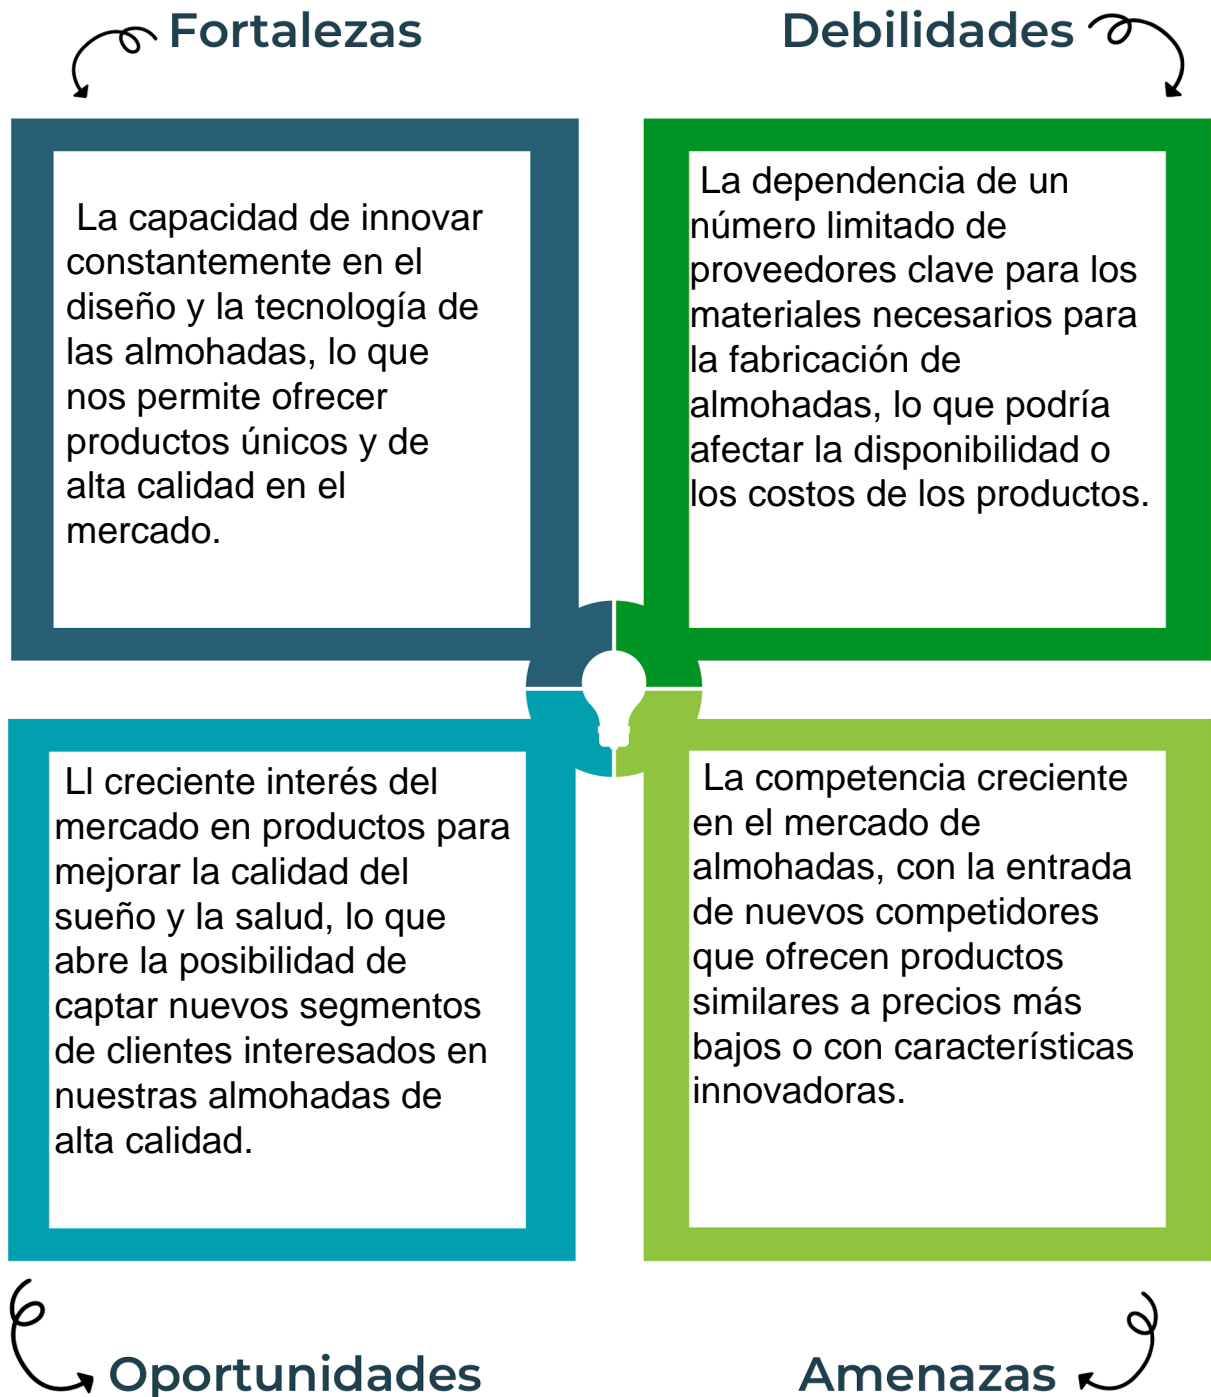 Fortalezas
La capacidad de innovar
constantemente en el
diseño y la tecnología de
las almohadas, lo que
nos permite ofrecer
productos únicos y de
alta calidad en el
mercado.
Debilidades
La dependencia de un
número limitado de
proveedores clave para los
materiales necesarios para
la fabricación de
almohadas, lo que podría
afectar la disponibilidad o
los costos de los productos.
Ll creciente interés del
mercado en productos para
mejorar la calidad del
sueño y la salud, lo que
abre la posibilidad de
captar nuevos segmentos
de clientes interesados en
nuestras almohadas de
alta calidad.
Oportunidades
La competencia creciente
en el mercado de
almohadas, con la entrada
de nuevos competidores
que ofrecen productos
similares a precios más
bajos o con características
innovadoras.
Amenazas